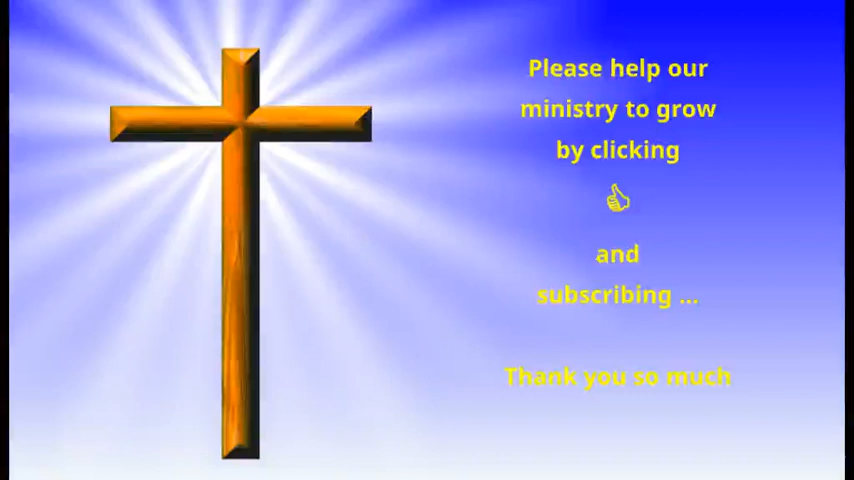 Please help our
ministry to grow
by clicking
👍
and
subscribing ...
Thank you so much